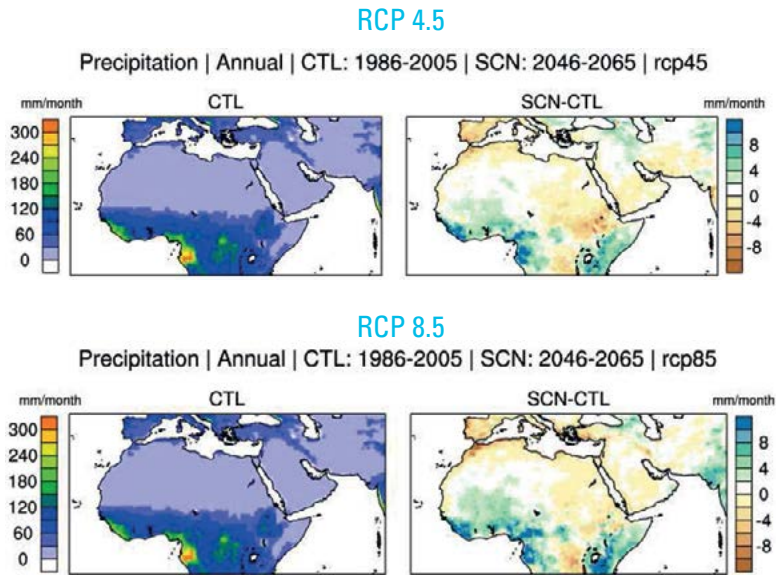 RCP 4.5
Precipitation | Annual | CTL: 1986-2005 | SCN: 2046-2065 | rcp45
mm/month
CTL
SCN-CTL
mm/month
300
240
180
120
60
0
8
4
0
-4
-8
RCP 8.5
Precipitation | Annual | CTL: 1986-2005 | SCN: 2046-2065 | rcp85
mm/month
CTL
SCN-CTL
mm/month
300
240
180
120
60
0
8
4
0
-4
-8